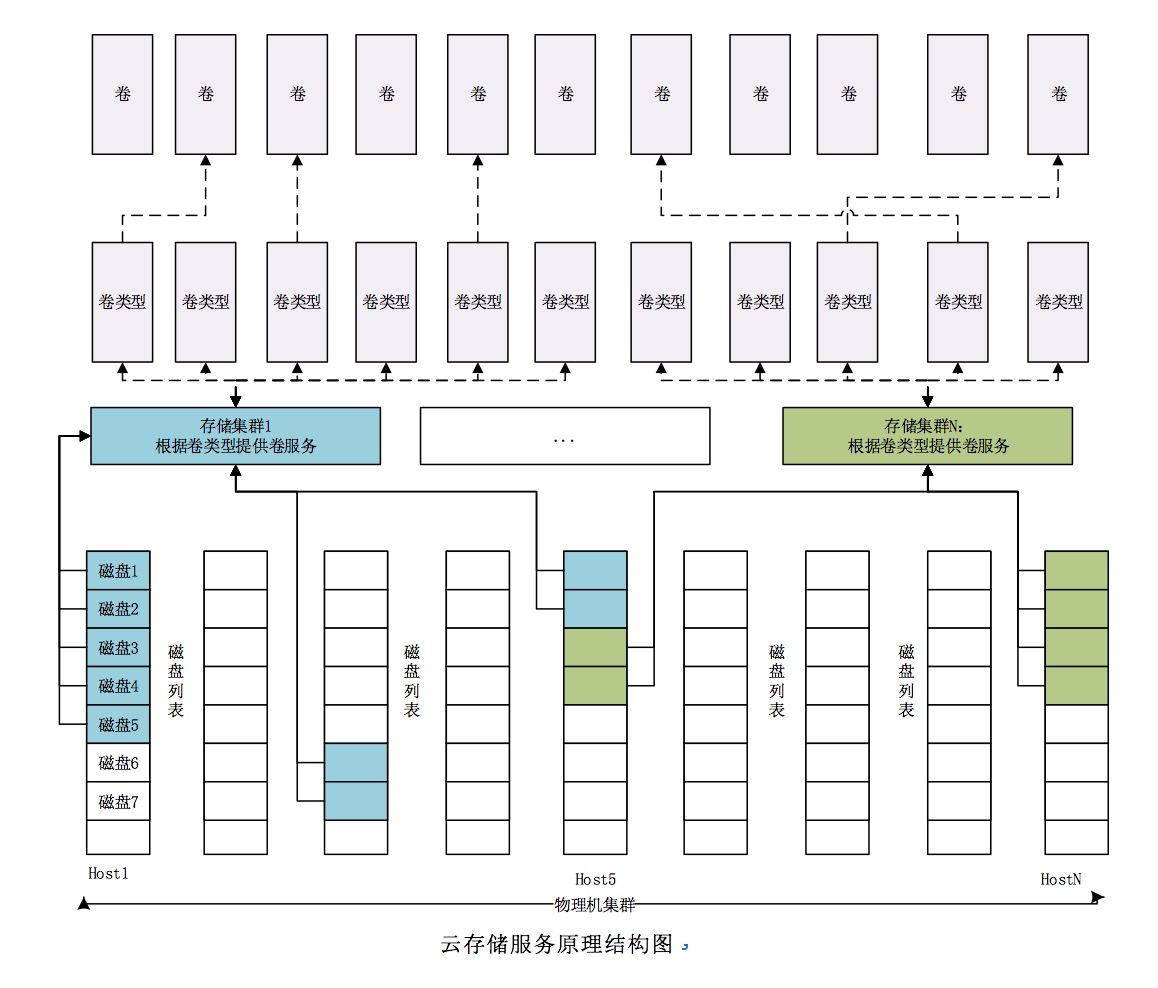 卷 卷 卷 卷 卷 卷 卷 卷 卷 卷 卷
卷类型 卷类型 卷类型 卷类型 卷类型 卷类型 卷类型 卷类型 卷类型 卷类型 卷类型
存储集群1
根据卷类型提供卷服务
...
存储集群N:
根据卷类型提供卷服务
磁盘1
磁盘2
磁盘3
磁盘4
磁盘5
磁盘6
磁盘7
磁盘列表
磁盘列表
磁盘列表
磁盘列表
Host1
Host5
HostN
物理机集群
云存储服务原理结构图